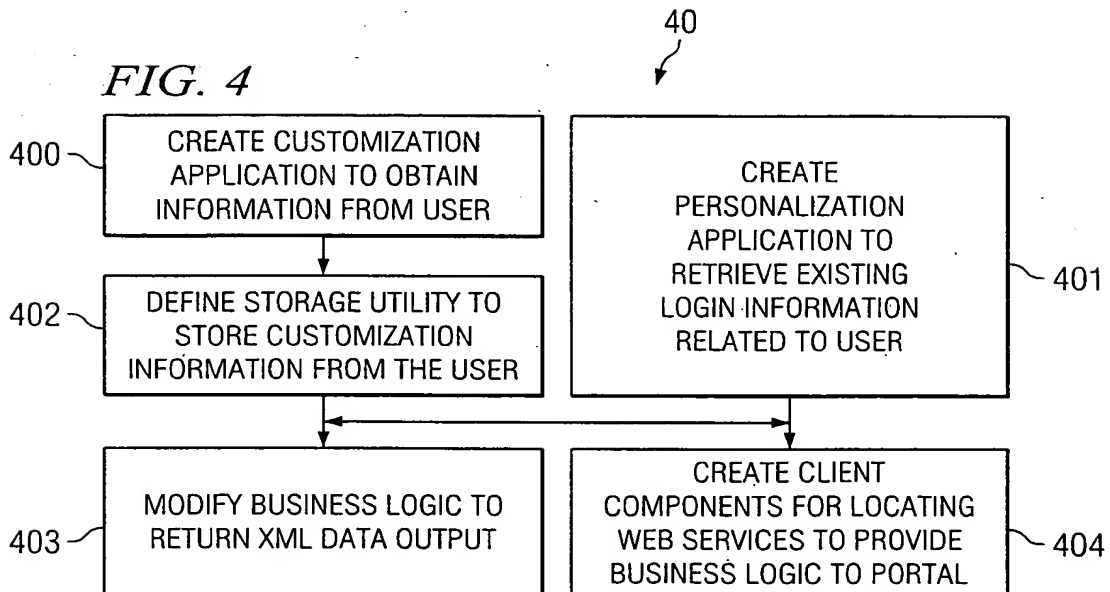 40
FIG. 4
400
CREATE CUSTOMIZATION
APPLICATION TO OBTAIN
INFORMATION FROM USER
CREATE
PERSONALIZATION
APPLICATION TO
RETRIEVE EXISTING
LOGIN INFORMATION
RELATED TO USER
401
402
DEFINE STORAGE UTILITY TO
STORE CUSTOMIZATION
INFORMATION FROM THE USER
403
MODIFY BUSINESS LOGIC TO
RETURN XML DATA OUTPUT
CREATE CLIENT
COMPONENTS FOR LOCATING
WEB SERVICES TO PROVIDE
BUSINESS LOGIC TO PORTAL
404